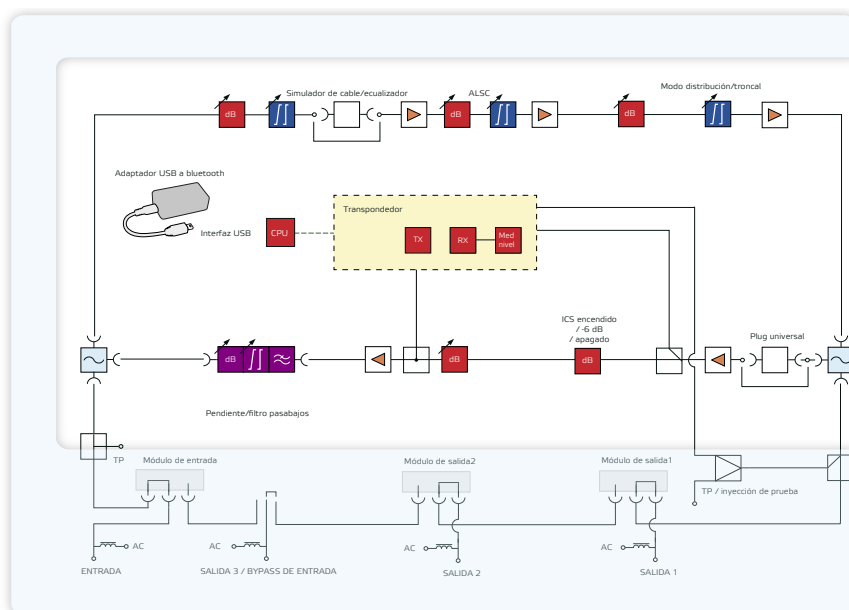 Simulador de cable/ecualizador
ALSC
Modo distribución/troncal
dB
dB
dB
Adaptador USB a bluetooth
Interfaz USB
CPU
Transpondedor
TX
RX
Med
nivel
ICS encendido
/ -6 dB
/ apagado
Plug universal
dB
dB
dB
Pendiente/filtro pasabajos
TP
Módulo de entrada
Módulo de salida2
Módulo de salida1
TP / inyección de prueba
AC
AC
AC
AC
ENTRADA
SALIDA 3 / BYPASS DE ENTRADA
SALIDA 2
SALIDA 1